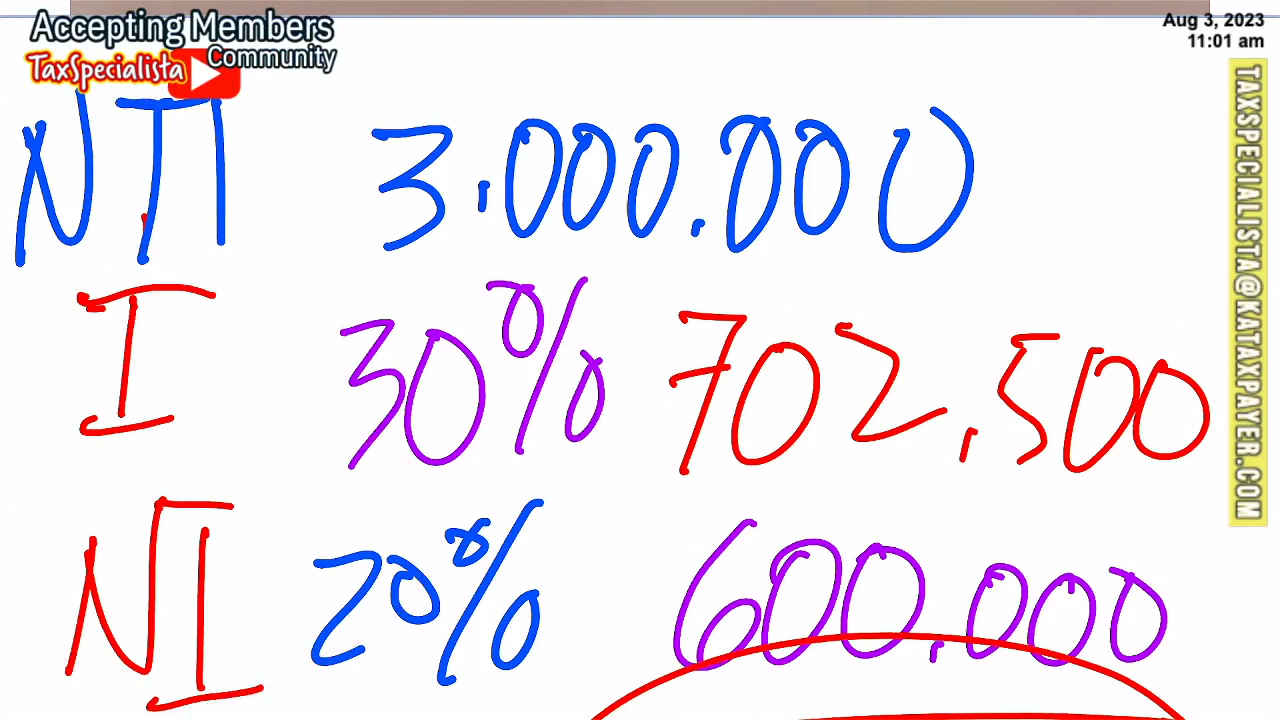 Accepting Members
Community
TaxSpecialista
Aug 3, 2023
11:01 am
TAXSPECIALISTA@KATAXPAYER.COM
NTI 3,000,000
I 30% 702,500
NI 20% 600,000